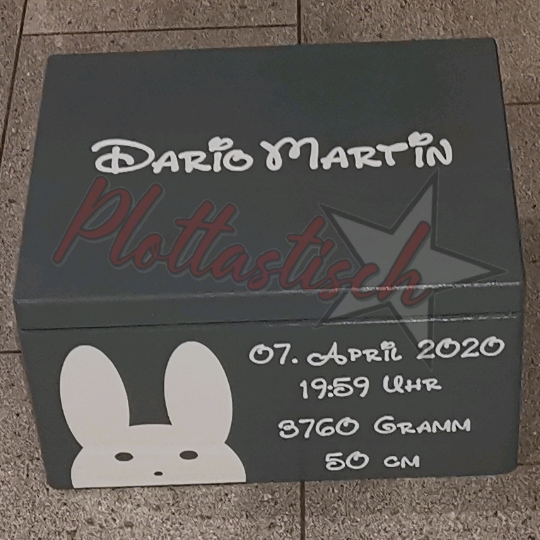 Dario Martin
Plottastisch
07. April 2020
19:59 Uhr
3760 Gramm
50 cm